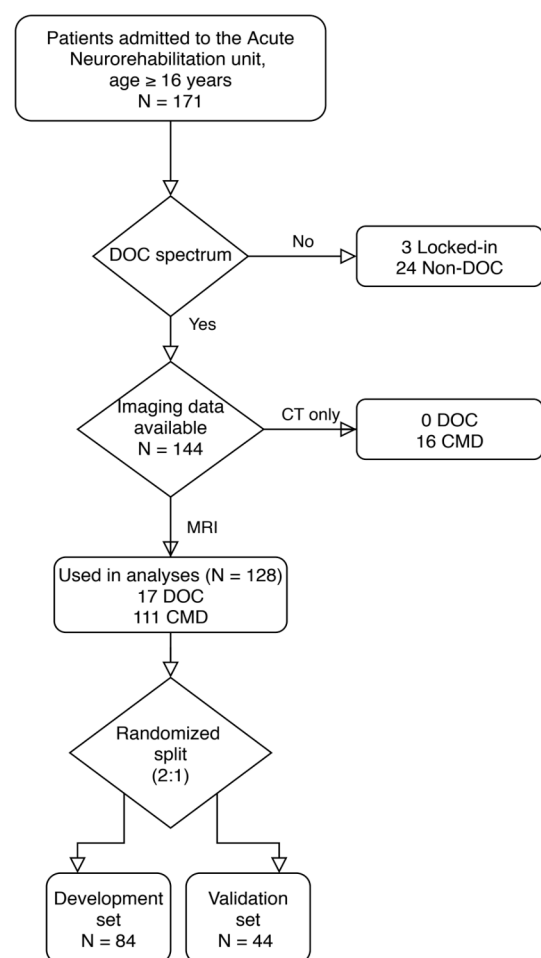 Patients admitted to the Acute
Neurorehabilitation unit,
age ≥ 16 years
N = 171
DOC spectrum
No
3 Locked-in
24 Non-DOC
Yes
Imaging data
available
N = 144
CT only
0 DOC
16 CMD
MRI
Used in analyses (N = 128)
17 DOC
111 CMD
Randomized
split
(2:1)
Development
set
N = 84
Validation
set
N = 44